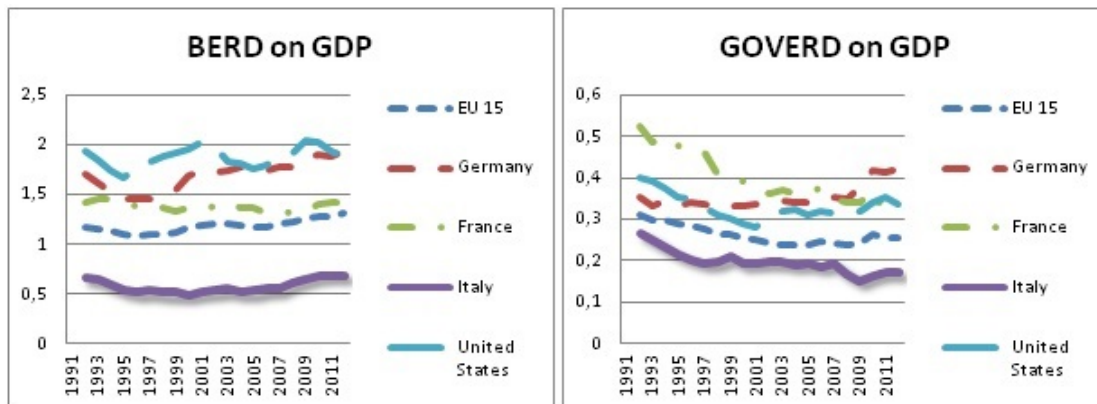 BERD on GDP
2,5
2
1,5
1
0,5
0
1991
1993
1995
1997
1999
2001
2003
2005
2007
2009
2011
EU 15
Germany
France
Italy
United
States
GOVERD on GDP
0,6
0,5
0,4
0,3
0,2
0,1
0
1991
1993
1995
1997
1999
2001
2003
2005
2007
2009
2011
EU 15
Germany
France
Italy
United
States